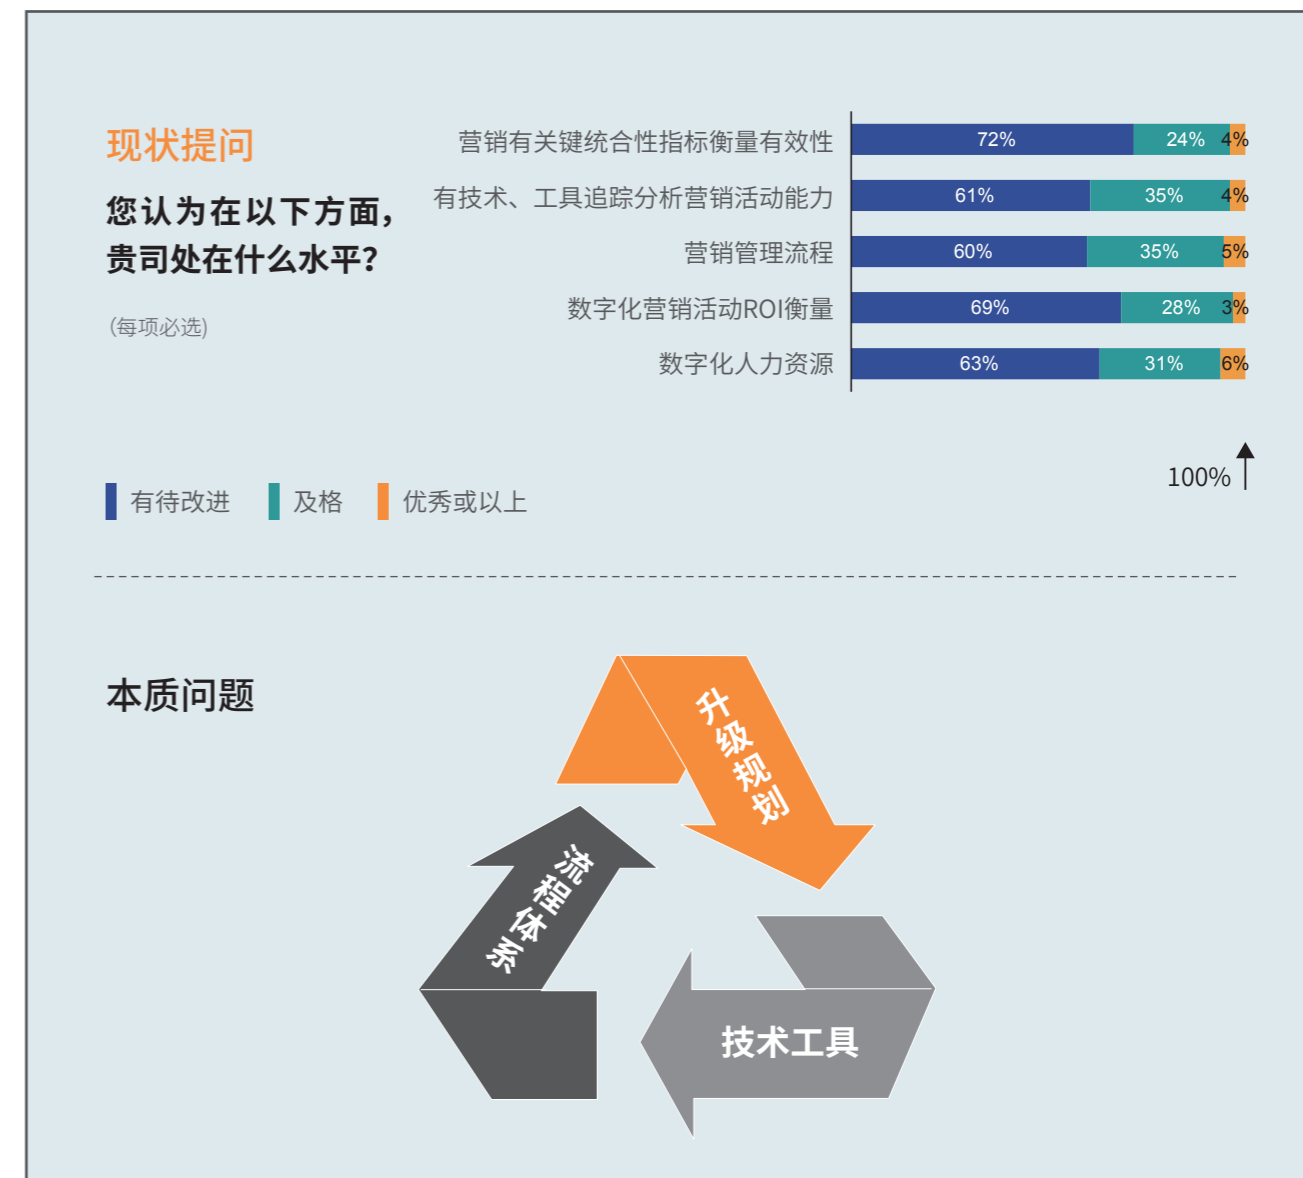 现状提问
您认为在以下方面，
贵司处在什么水平？
（每项必选)
营销有关键统合性指标衡量有效性 72% 24% 4%
有技术、工具追踪分析营销活动能力 61% 35% 4%
营销管理流程 60% 35% 5%
数字化营销活动ROI衡量 69% 28% 3%
数字化人力资源 63% 31% 6%
100%
有待改进 及格 优秀或以上
本质问题
升级规划
流程体系
技术工具